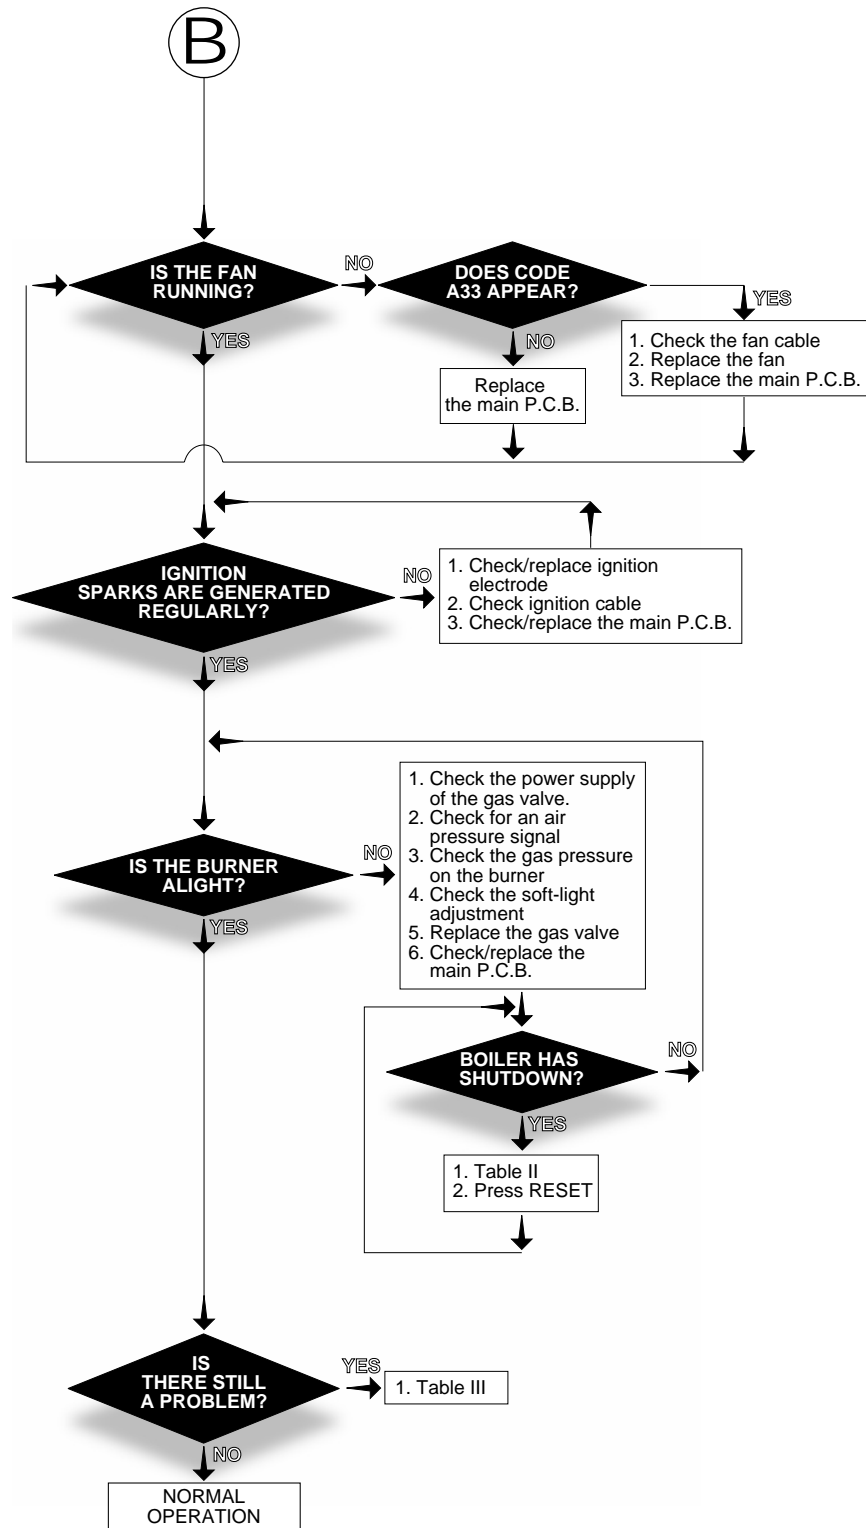 B
IS THE FAN
RUNNING?
NO
DOES CODE
A33 APPEAR?
YES
YES
NO
1. Check the fan cable
2. Replace the fan
3. Replace the main P.C.B.
Replace
the main P.C.B.
IGNITION
SPARKS ARE GENERATED
REGULARLY?
NO
1. Check/replace ignition
electrode
2. Check ignition cable
3. Check/replace the main P.C.B.
YES
IS THE BURNER
ALIGHT?
NO
1. Check the power supply
of the gas valve.
2. Check for an air
pressure signal
3. Check the gas pressure
on the burner
4. Check the soft-light
adjustment
5. Replace the gas valve
6. Check/replace the
main P.C.B.
YES
BOILER HAS
SHUTDOWN?
NO
YES
1. Table II
2. Press RESET
IS
THERE STILL
A PROBLEM?
YES
1. Table III
NO
NORMAL
OPERATION